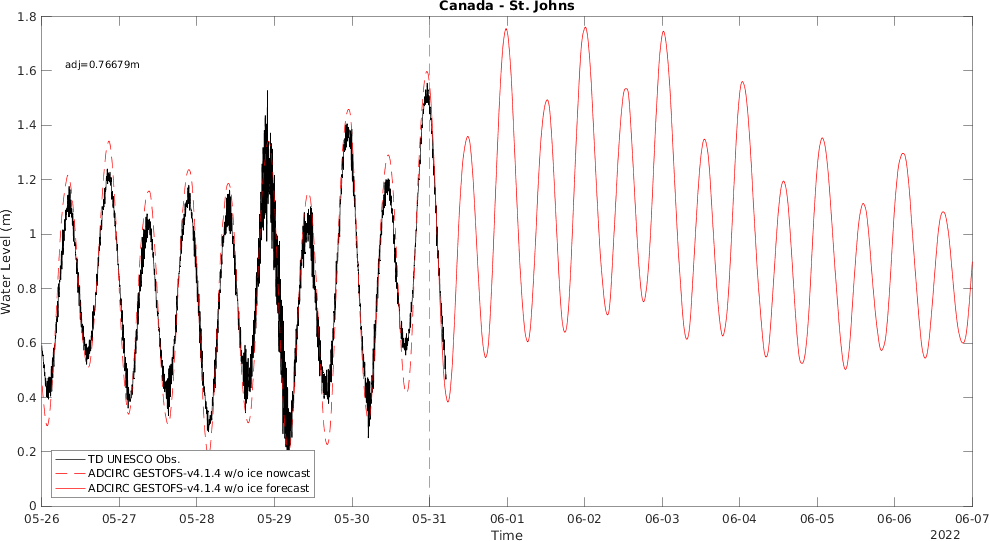 Canada - St. Johns
1.8
1.6
1.4
1.2
1
0.8
0.6
0.4
0.2
0
Water Level (m)
adj=0.76679m
TD UNESCO Obs.
ADCIRC GESTOFS-v4.1.4 w/o ice nowcast
ADCIRC GESTOFS-v4.1.4 w/o ice forecast
05-26 05-27 05-28 05-29 05-30 05-31 06-01 06-02 06-03 06-04 06-05 06-06 06-07
Time
2022